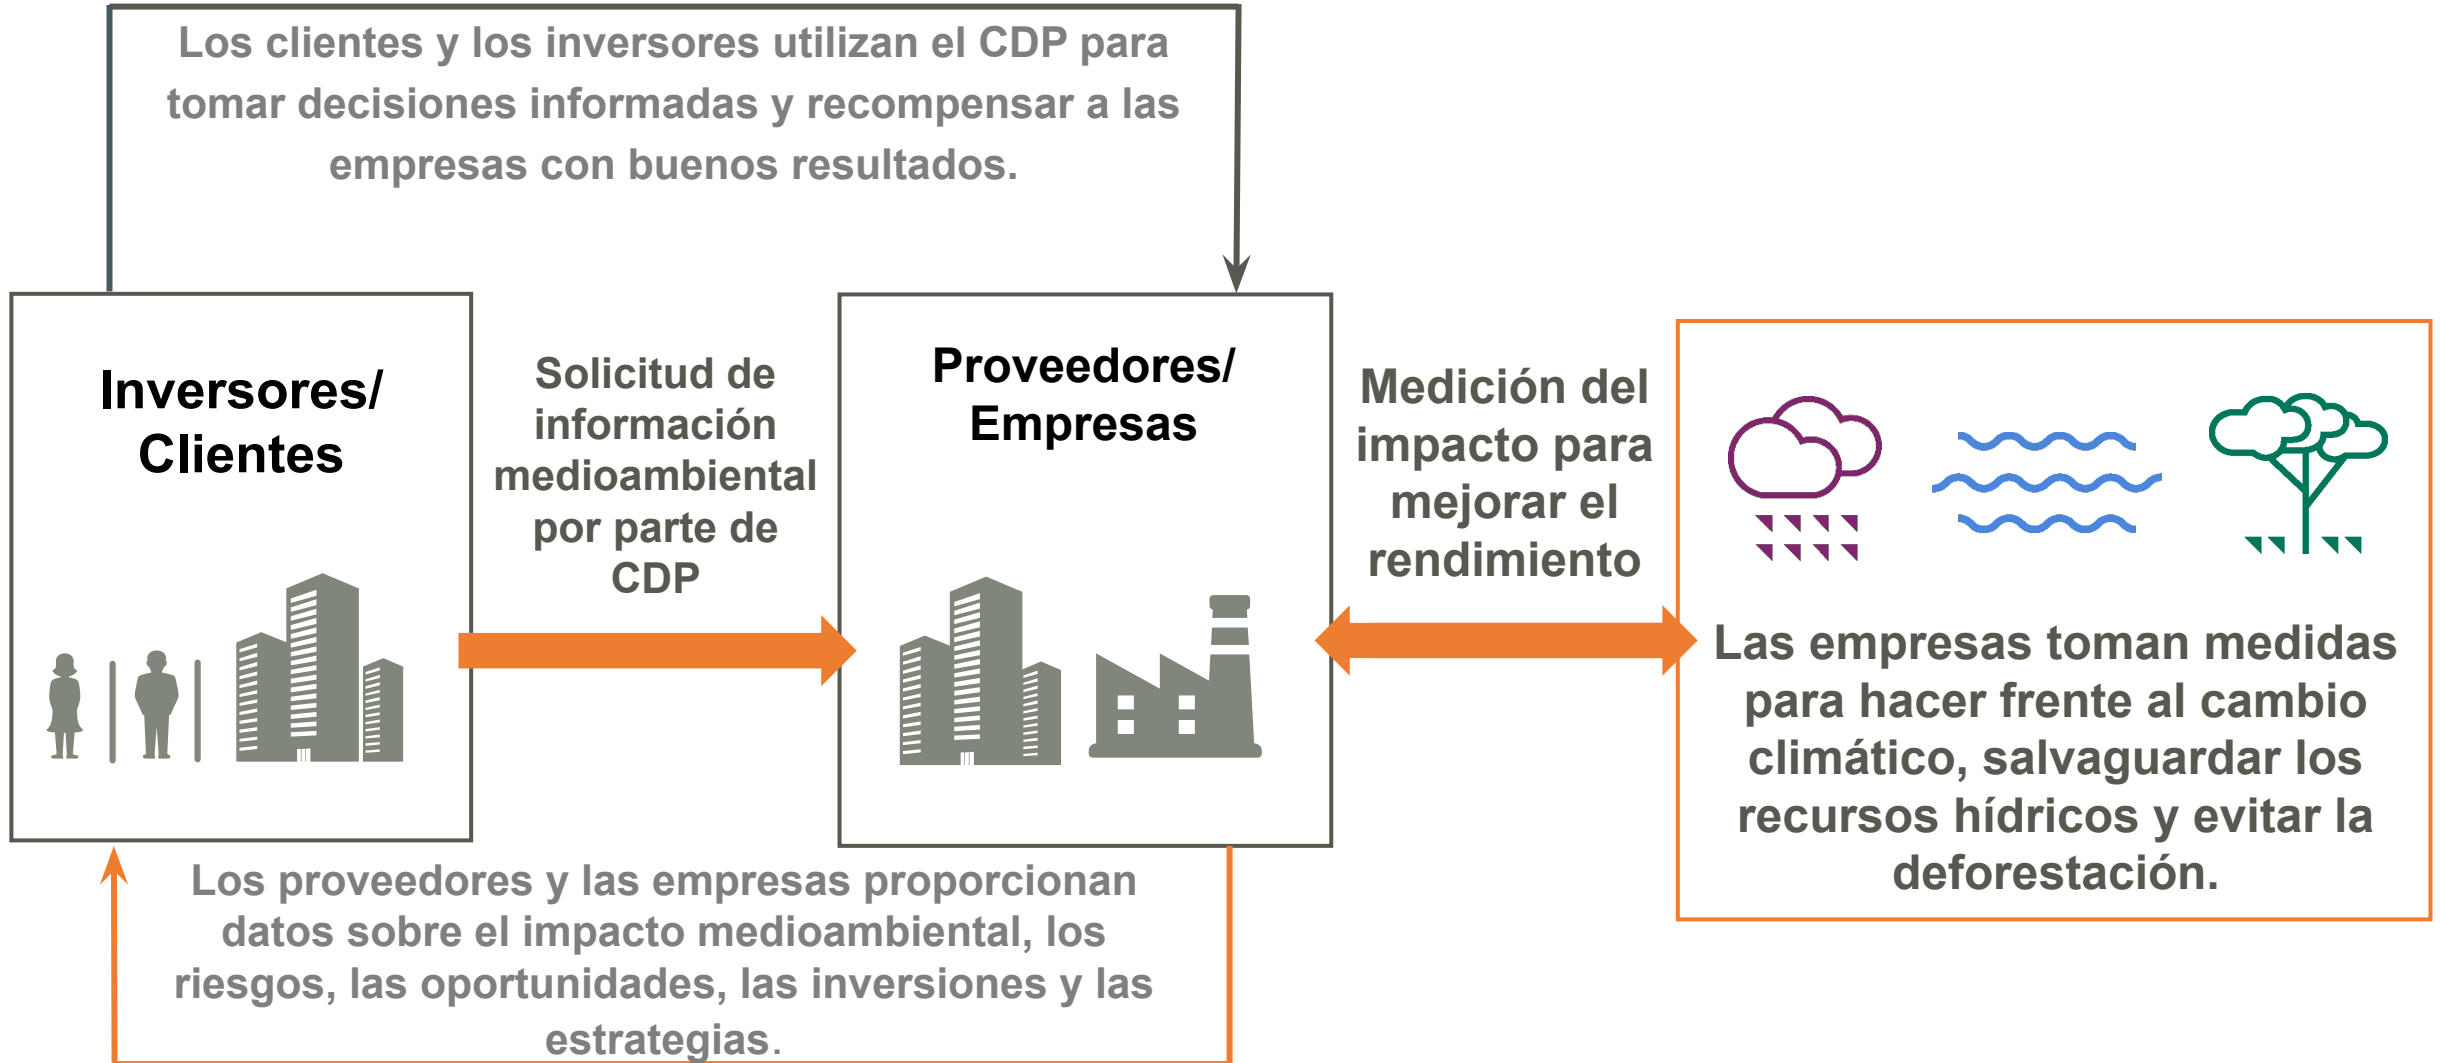 Los clientes y los inversores utilizan el CDP para
tomar decisiones informadas y recompensar a las
empresas con buenos resultados.
Inversores/
Clientes
Solicitud de
información
medioambiental
por parte de
CDP
Proveedores/
Empresas
Medición del
impacto para
mejorar el
rendimiento
Las empresas toman medidas
para hacer frente al cambio
climático, salvaguardar los
recursos hídricos y evitar la
deforestación.
Los proveedores y las empresas proporcionan
datos sobre el impacto medioambiental, los
riesgos, las oportunidades, las inversiones y las
estrategias.